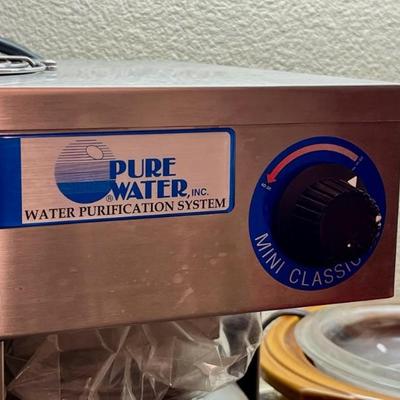 PURE
®WATER, INC.
WATER PURIFICATION SYSTEM
MINI CLASSIC